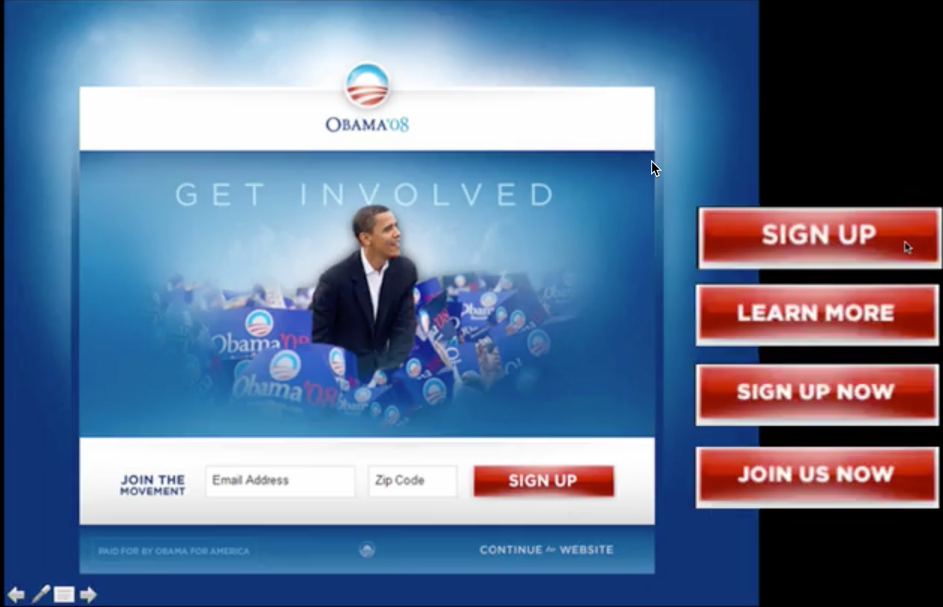 OBAMA'08
GET INVOLVED
Obama'08
Obama'08
Obama
JOIN THE
MOVEMENT
Email Address
Zip Code
SIGN UP
PAID FOR BY OBAMA FOR AMERICA
CONTINUE to WEBSITE
SIGN UP
LEARN MORE
SIGN UP NOW
JOIN US NOW